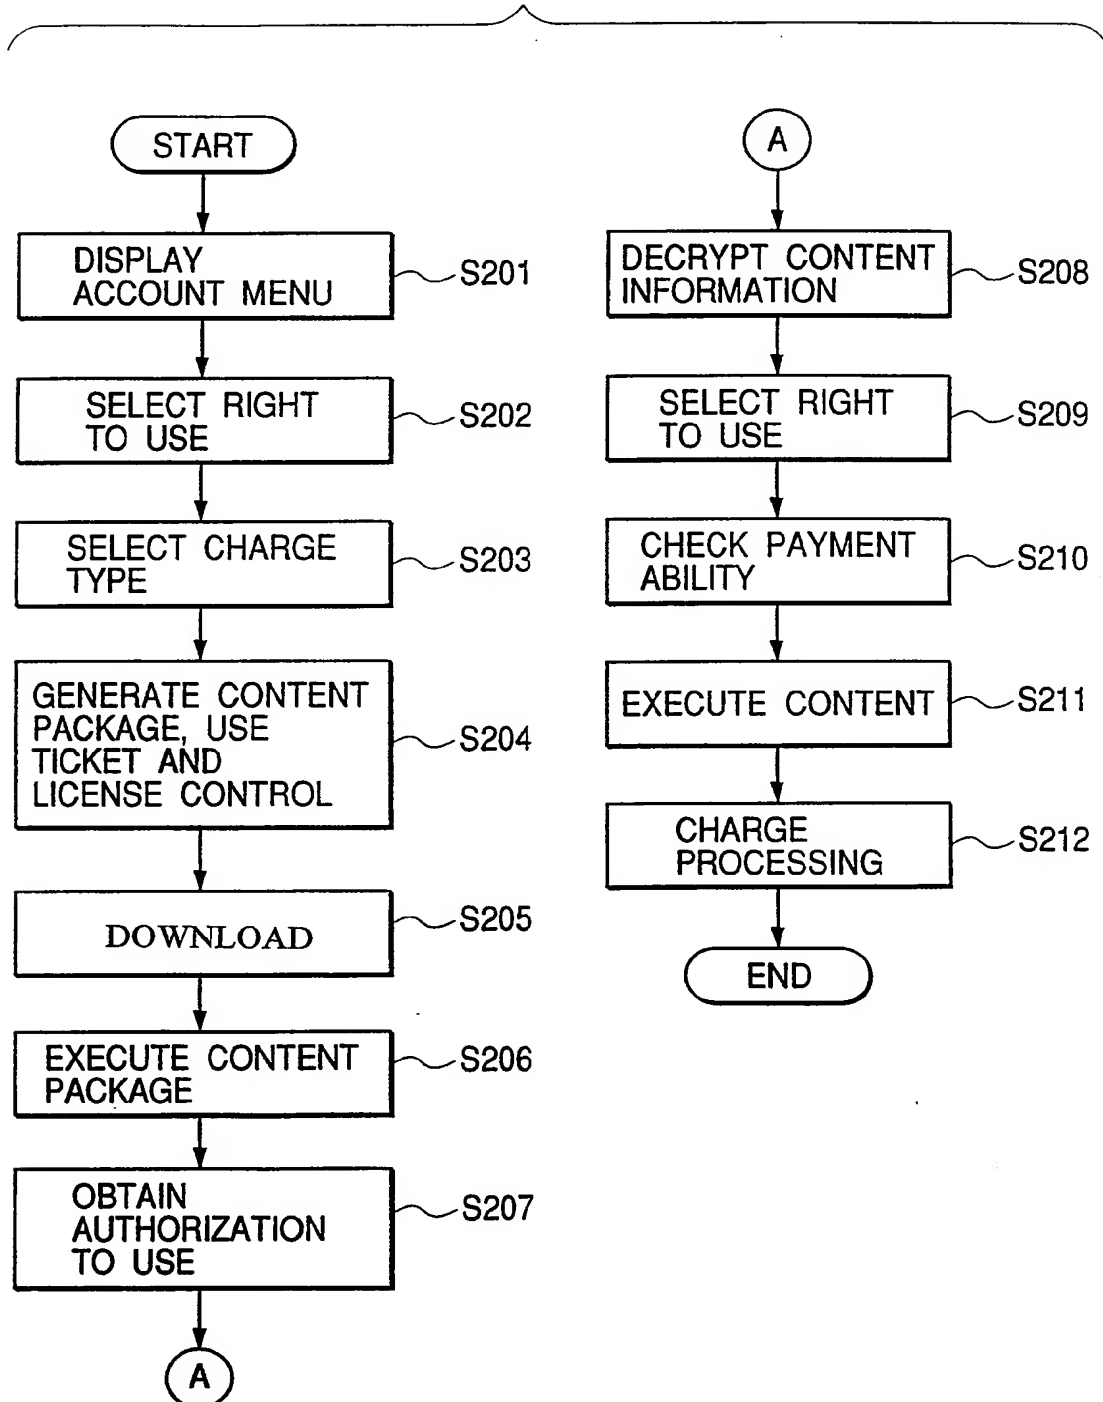 START
DISPLAY
ACCOUNT MENU
S201
SELECT RIGHT
TO USE
S202
SELECT CHARGE
TYPE
S203
GENERATE CONTENT
PACKAGE, USE
TICKET AND
LICENSE CONTROL
S204
DOWNLOAD
S205
EXECUTE CONTENT
PACKAGE
S206
OBTAIN
AUTHORIZATION
TO USE
S207
A
A
DECRYPT CONTENT
INFORMATION
S208
SELECT RIGHT
TO USE
S209
CHECK PAYMENT
ABILITY
S210
EXECUTE CONTENT
S211
CHARGE
PROCESSING
S212
END